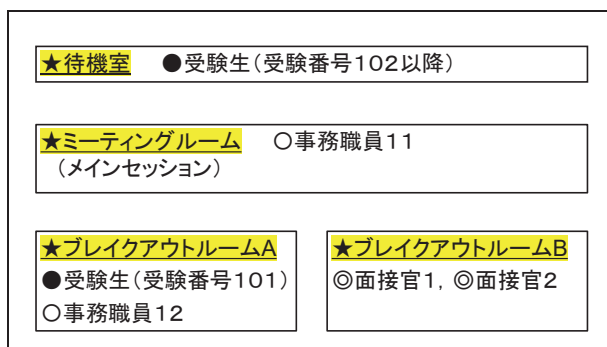 ★待機室 ●受験生(受験番号102以降)
★ミーティングルーム ○事務職員11
(メインセッション)
★ブレイクアウトルームA
●受験生(受験番号101)
○事務職員12
★ブレイクアウトルームB
◎面接官1，◎面接官2